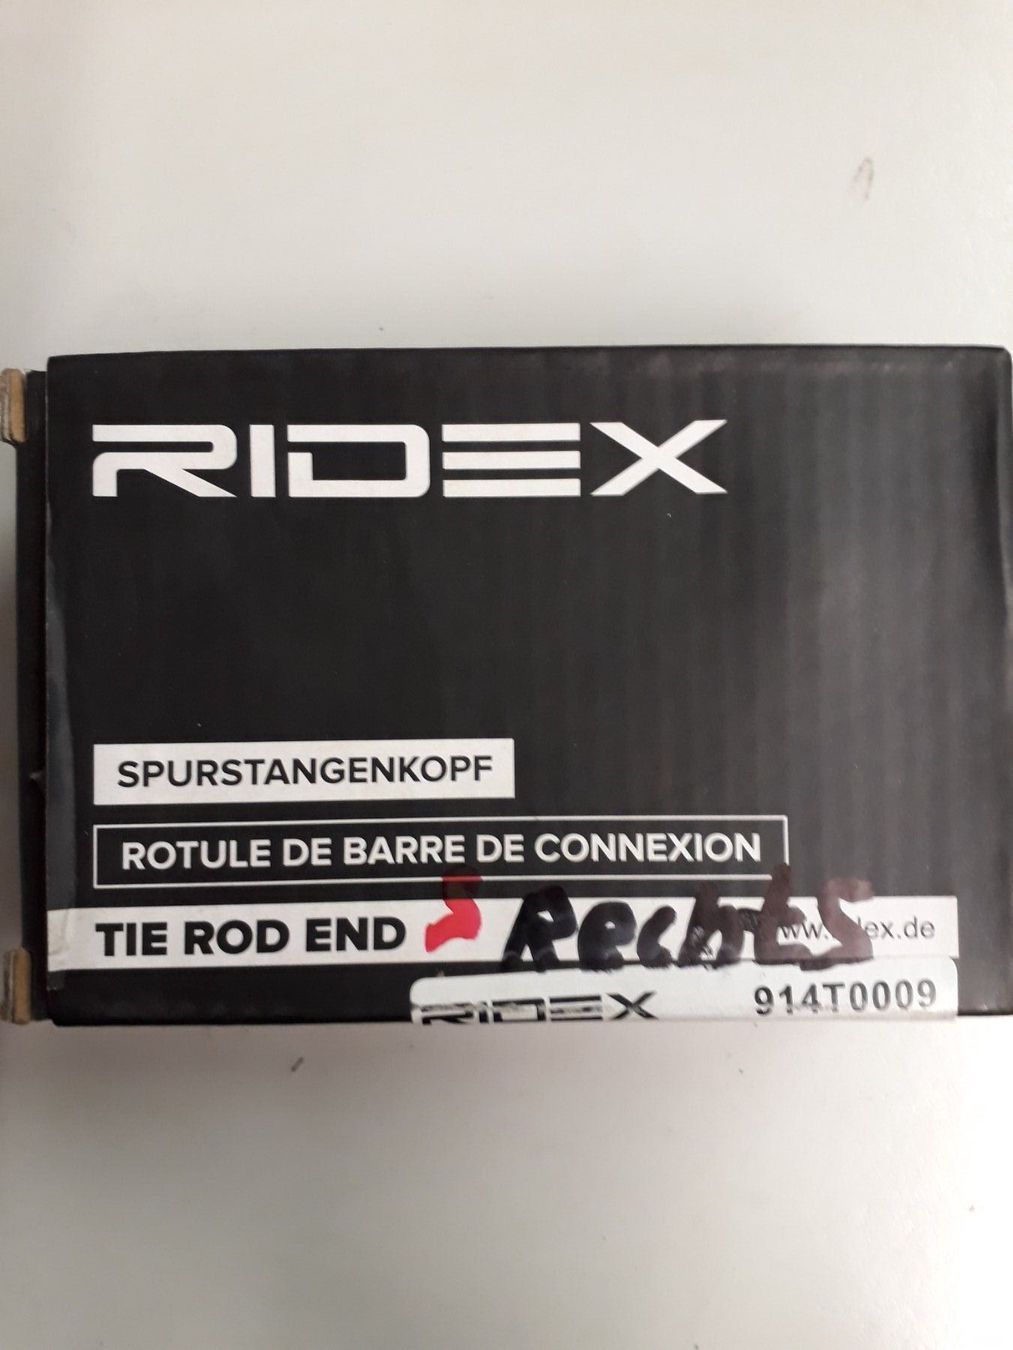 RIDEX
SPURSTANGENKOPF
ROTULE DE BARRE DE CONNEXION
TIE ROD END S Rechts
RIDEX 914T0009